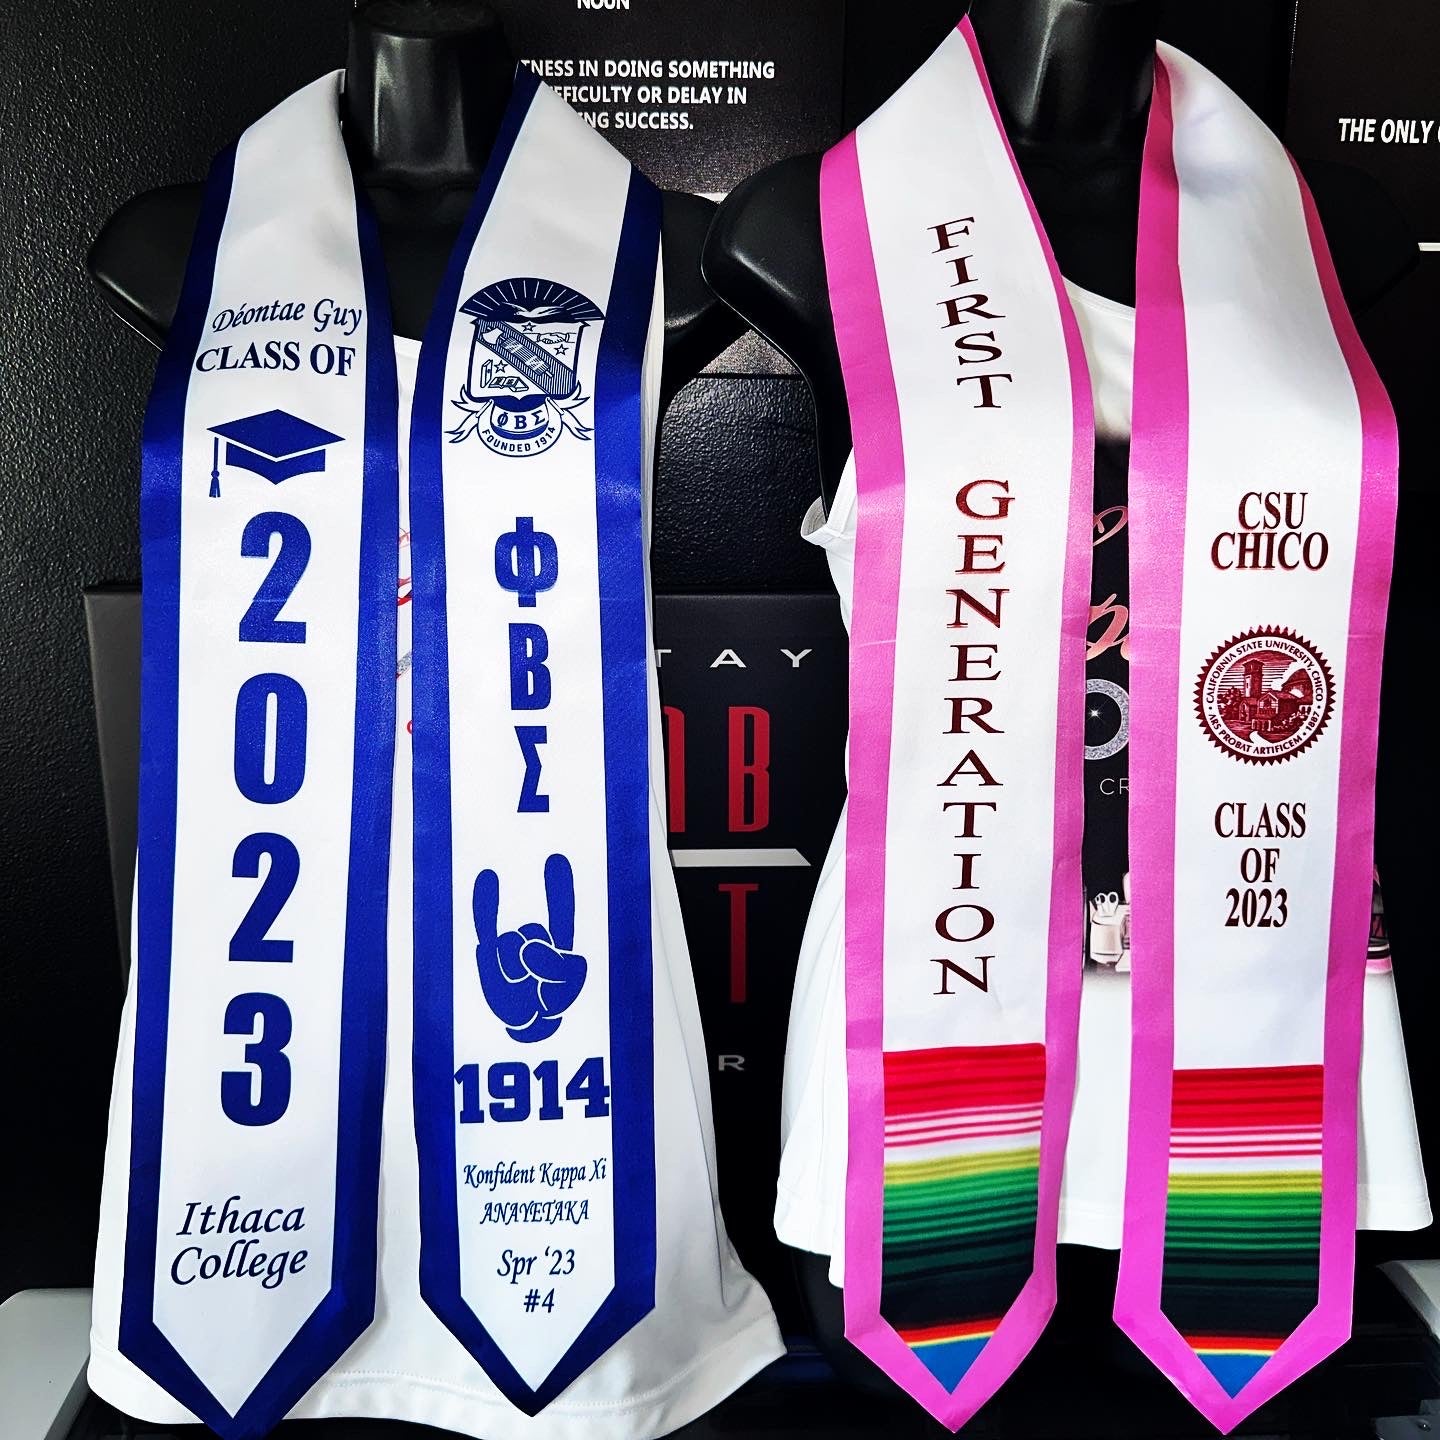 NOUN
IN DOING SOMETHING
OR DELAY IN
SUCCESS.
THE ONLY
Déontae Guy
CLASS OF
2
0
2
3
Ithaca
College
ΦΒΣ
FOUNDED 1914
Φ
Β
Σ
1914
Konfident Kappa Xi
ANAYETAKA
Spr ‘23
#4
F
I
R
S
T
G
E
N
E
R
A
T
I
O
N
CSU
CHICO
CALIFORNIA STATE UNIVERSITY, CHICO
ARS PROBAT ARTIFICEM • 1887 •
CLASS
OF
2023